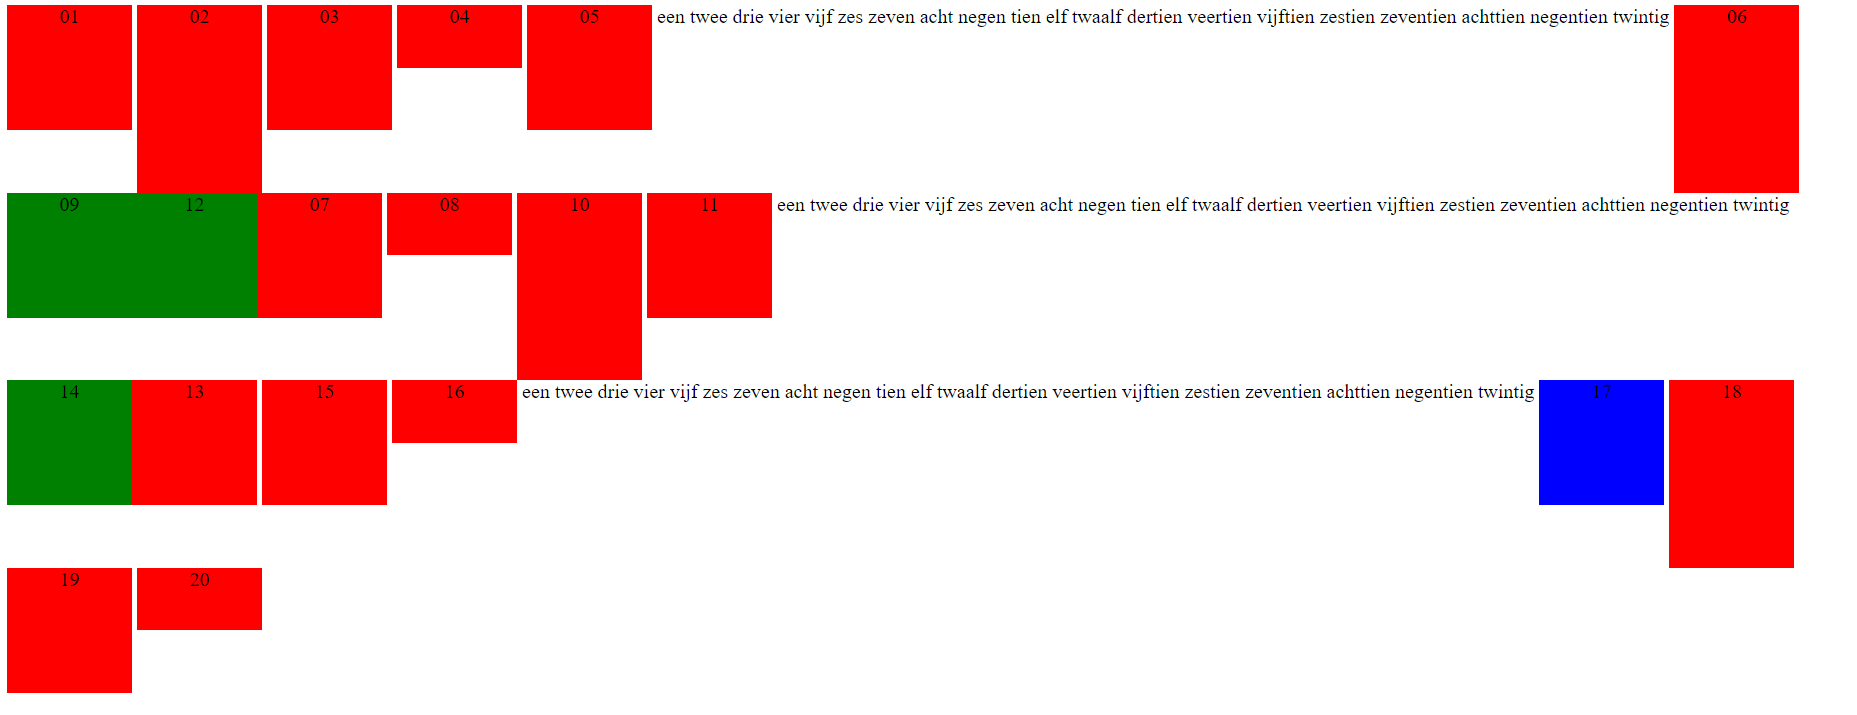 01 02 03 04 05 een twee drie vier vijf zes zeven acht negen tien elf twaalf dertien veertien vijftien zestien zeventien achttien negentien twintig 06
09 12 07 08 10 11 een twee drie vier vijf zes zeven acht negen tien elf twaalf dertien veertien vijftien zestien zeventien achttien negentien twintig
14 13 15 16 een twee drie vier vijf zes zeven acht negen tien elf twaalf dertien veertien vijftien zestien zeventien achttien negentien twintig 17 18
19 20